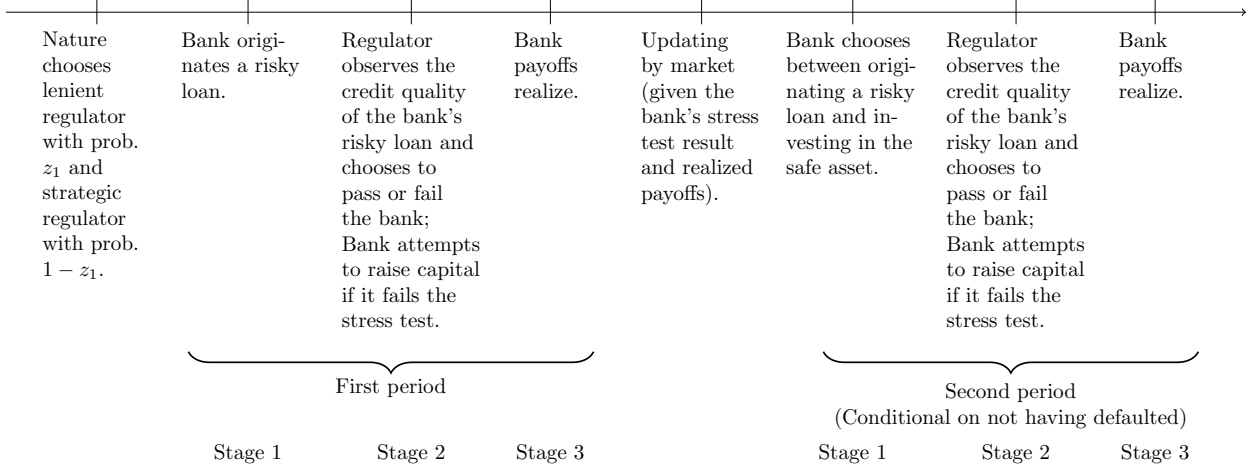 Nature
chooses
lenient
regulator
with prob.
z₁ and
strategic
regulator
with prob.
1 − z₁.
Bank origi-
nates a risky
loan.
Regulator
observes the
credit quality
of the bank's
risky loan and
chooses to
pass or fail
the bank;
Bank attempts
to raise capital
if it fails the
stress test.
Bank
payoffs
realize.
Updating
by market
(given the
bank's stress
test result
and realized
payoffs).
Bank chooses
between origi-
nating a risky
loan and in-
vesting in the
safe asset.
Regulator
observes the
credit quality
of the bank's
risky loan and
chooses to
pass or fail
the bank;
Bank attempts
to raise capital
if it fails the
stress test.
Bank
payoffs
realize.
First period
Second period
(Conditional on not having defaulted)
Stage 1
Stage 2
Stage 3
Stage 1
Stage 2
Stage 3